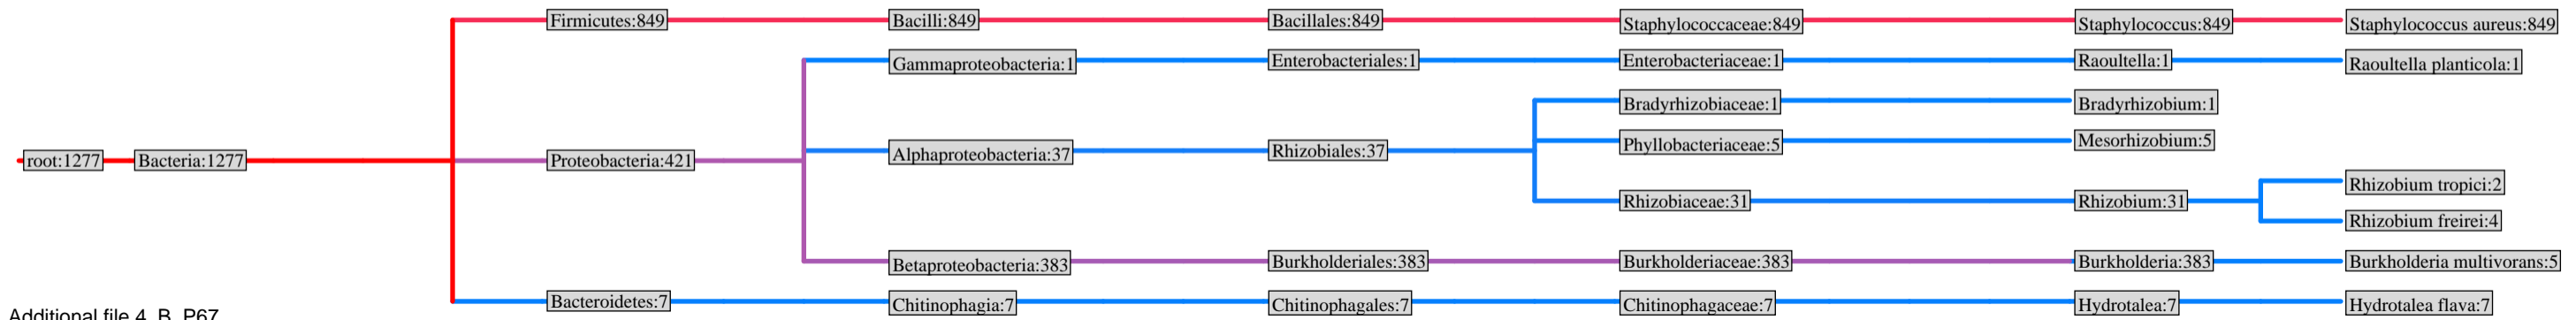 Firmicutes:849 Bacilli:849 Bacillales:849 Staphylococcaceae:849 Staphylococcus:849 Staphylococcus aureus:849
Gammaproteobacteria:1 Enterobacteriales:1 Enterobacteriaceae:1 Raoultella:1 Raoultella planticola:1
Bradyrhizobiaceae:1 Bradyrhizobium:1
Phyllobacteriaceae:5 Mesorhizobium:5
root:1277 Bacteria:1277 Proteobacteria:421 Alphaproteobacteria:37 Rhizobiales:37
Rhizobium tropici:2
Rhizobiaceae:31 Rhizobium:31
Rhizobium freirei:4
Betaproteobacteria:383 Burkholderiales:383 Burkholderiaceae:383 Burkholderia:383 Burkholderia multivorans:5
Bacteroidetes:7 Chitinophagia:7 Chitinophagales:7 Chitinophagaceae:7 Hydrotalea:7 Hydrotalea flava:7
Additional file 4. B. P67